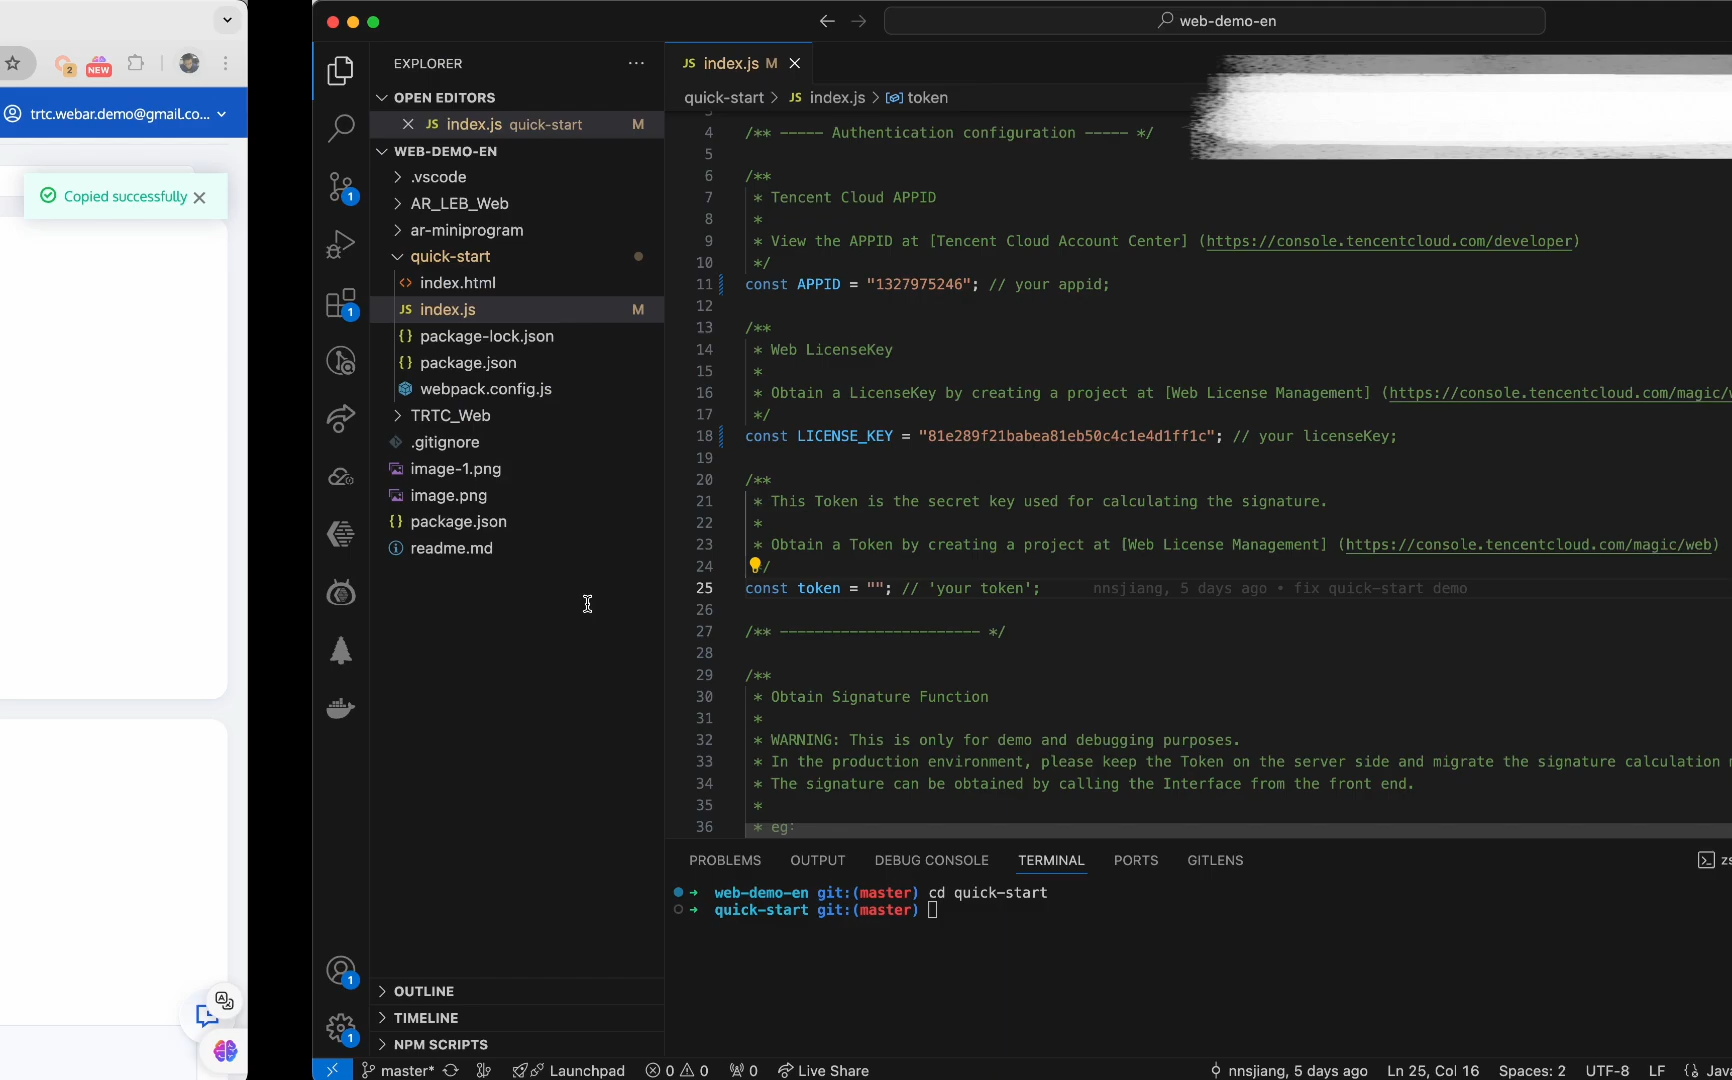 2
NEW
trtc.webar.demo@gmail.co...
Copied successfully
web-demo-en
EXPLORER
OPEN EDITORS
JS index.js quick-start M
WEB-DEMO-EN
.vscode
AR_LEB_Web
ar-miniprogram
quick-start
<> index.html
JS index.js M
{} package-lock.json
{} package.json
webpack.config.js
TRTC_Web
.gitignore
image-1.png
image.png
{} package.json
readme.md
OUTLINE
TIMELINE
NPM SCRIPTS
1
1
1
1
JS index.js M
quick-start > JS index.js > token
4 /** ----- Authentication configuration ----- */
5
6 /**
7 * Tencent Cloud APPID
8 *
9 * View the APPID at [Tencent Cloud Account Center] (https://console.tencentcloud.com/developer)
10 */
11 const APPID = "1327975246"; // your appid;
12
13 /**
14 * Web LicenseKey
15 *
16 * Obtain a LicenseKey by creating a project at [Web License Management] (https://console.tencentcloud.com/magic/
17 */
18 const LICENSE_KEY = "81e289f21babea81eb50c4c1e4d1ff1c"; // your licenseKey;
19
20 /**
21 * This Token is the secret key used for calculating the signature.
22 *
23 * Obtain a Token by creating a project at [Web License Management] (https://console.tencentcloud.com/magic/web)
24 */
25 const token = ""; // 'your token'; nnsjiang, 5 days ago • fix quick-start demo
26
27 /** ----------------------- */
28
29 /**
30 * Obtain Signature Function
31 *
32 * WARNING: This is only for demo and debugging purposes.
33 * In the production environment, please keep the Token on the server side and migrate the signature calculation
34 * The signature can be obtained by calling the Interface from the front end.
35 *
36 * eg:
PROBLEMS OUTPUT DEBUG CONSOLE TERMINAL PORTS GITLENS
→ web-demo-en git:(master) cd quick-start
→ quick-start git:(master)
master* Launchpad 0 0 0 Live Share nnsjiang, 5 days ago Ln 25, Col 16 Spaces: 2 UTF-8 LF {}